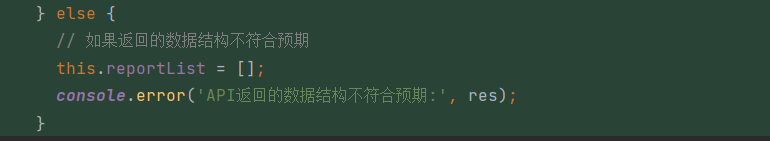 } else {
// 如果返回的数据结构不符合预期
this.reportList = [];
console.error('API返回的数据结构不符合预期:', res);
}